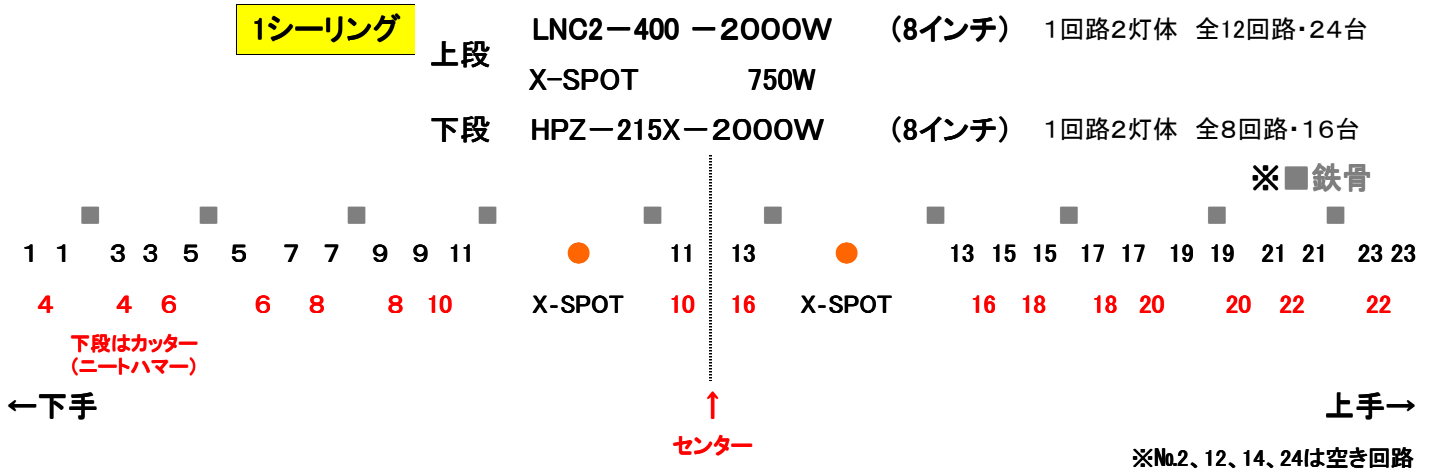 1シーリング
上段 LNC2－400 －2000W （8インチ） 1回路2灯体 全12回路・24台
X-SPOT 750W
下段 HPZ－215X－2000W （8インチ） 1回路2灯体 全8回路・16台
※■鉄骨
1 1 3 3 5 5 7 7 9 9 11 11 13 13 15 15 17 17 19 19 21 21 23 23
4 4 6 6 8 8 10 X-SPOT 10 16 X-SPOT 16 18 18 20 20 22 22
下段はカッター
（ニートハマー）
←下手
↑
上手→
センター
※№2、12、14、24は空き回路